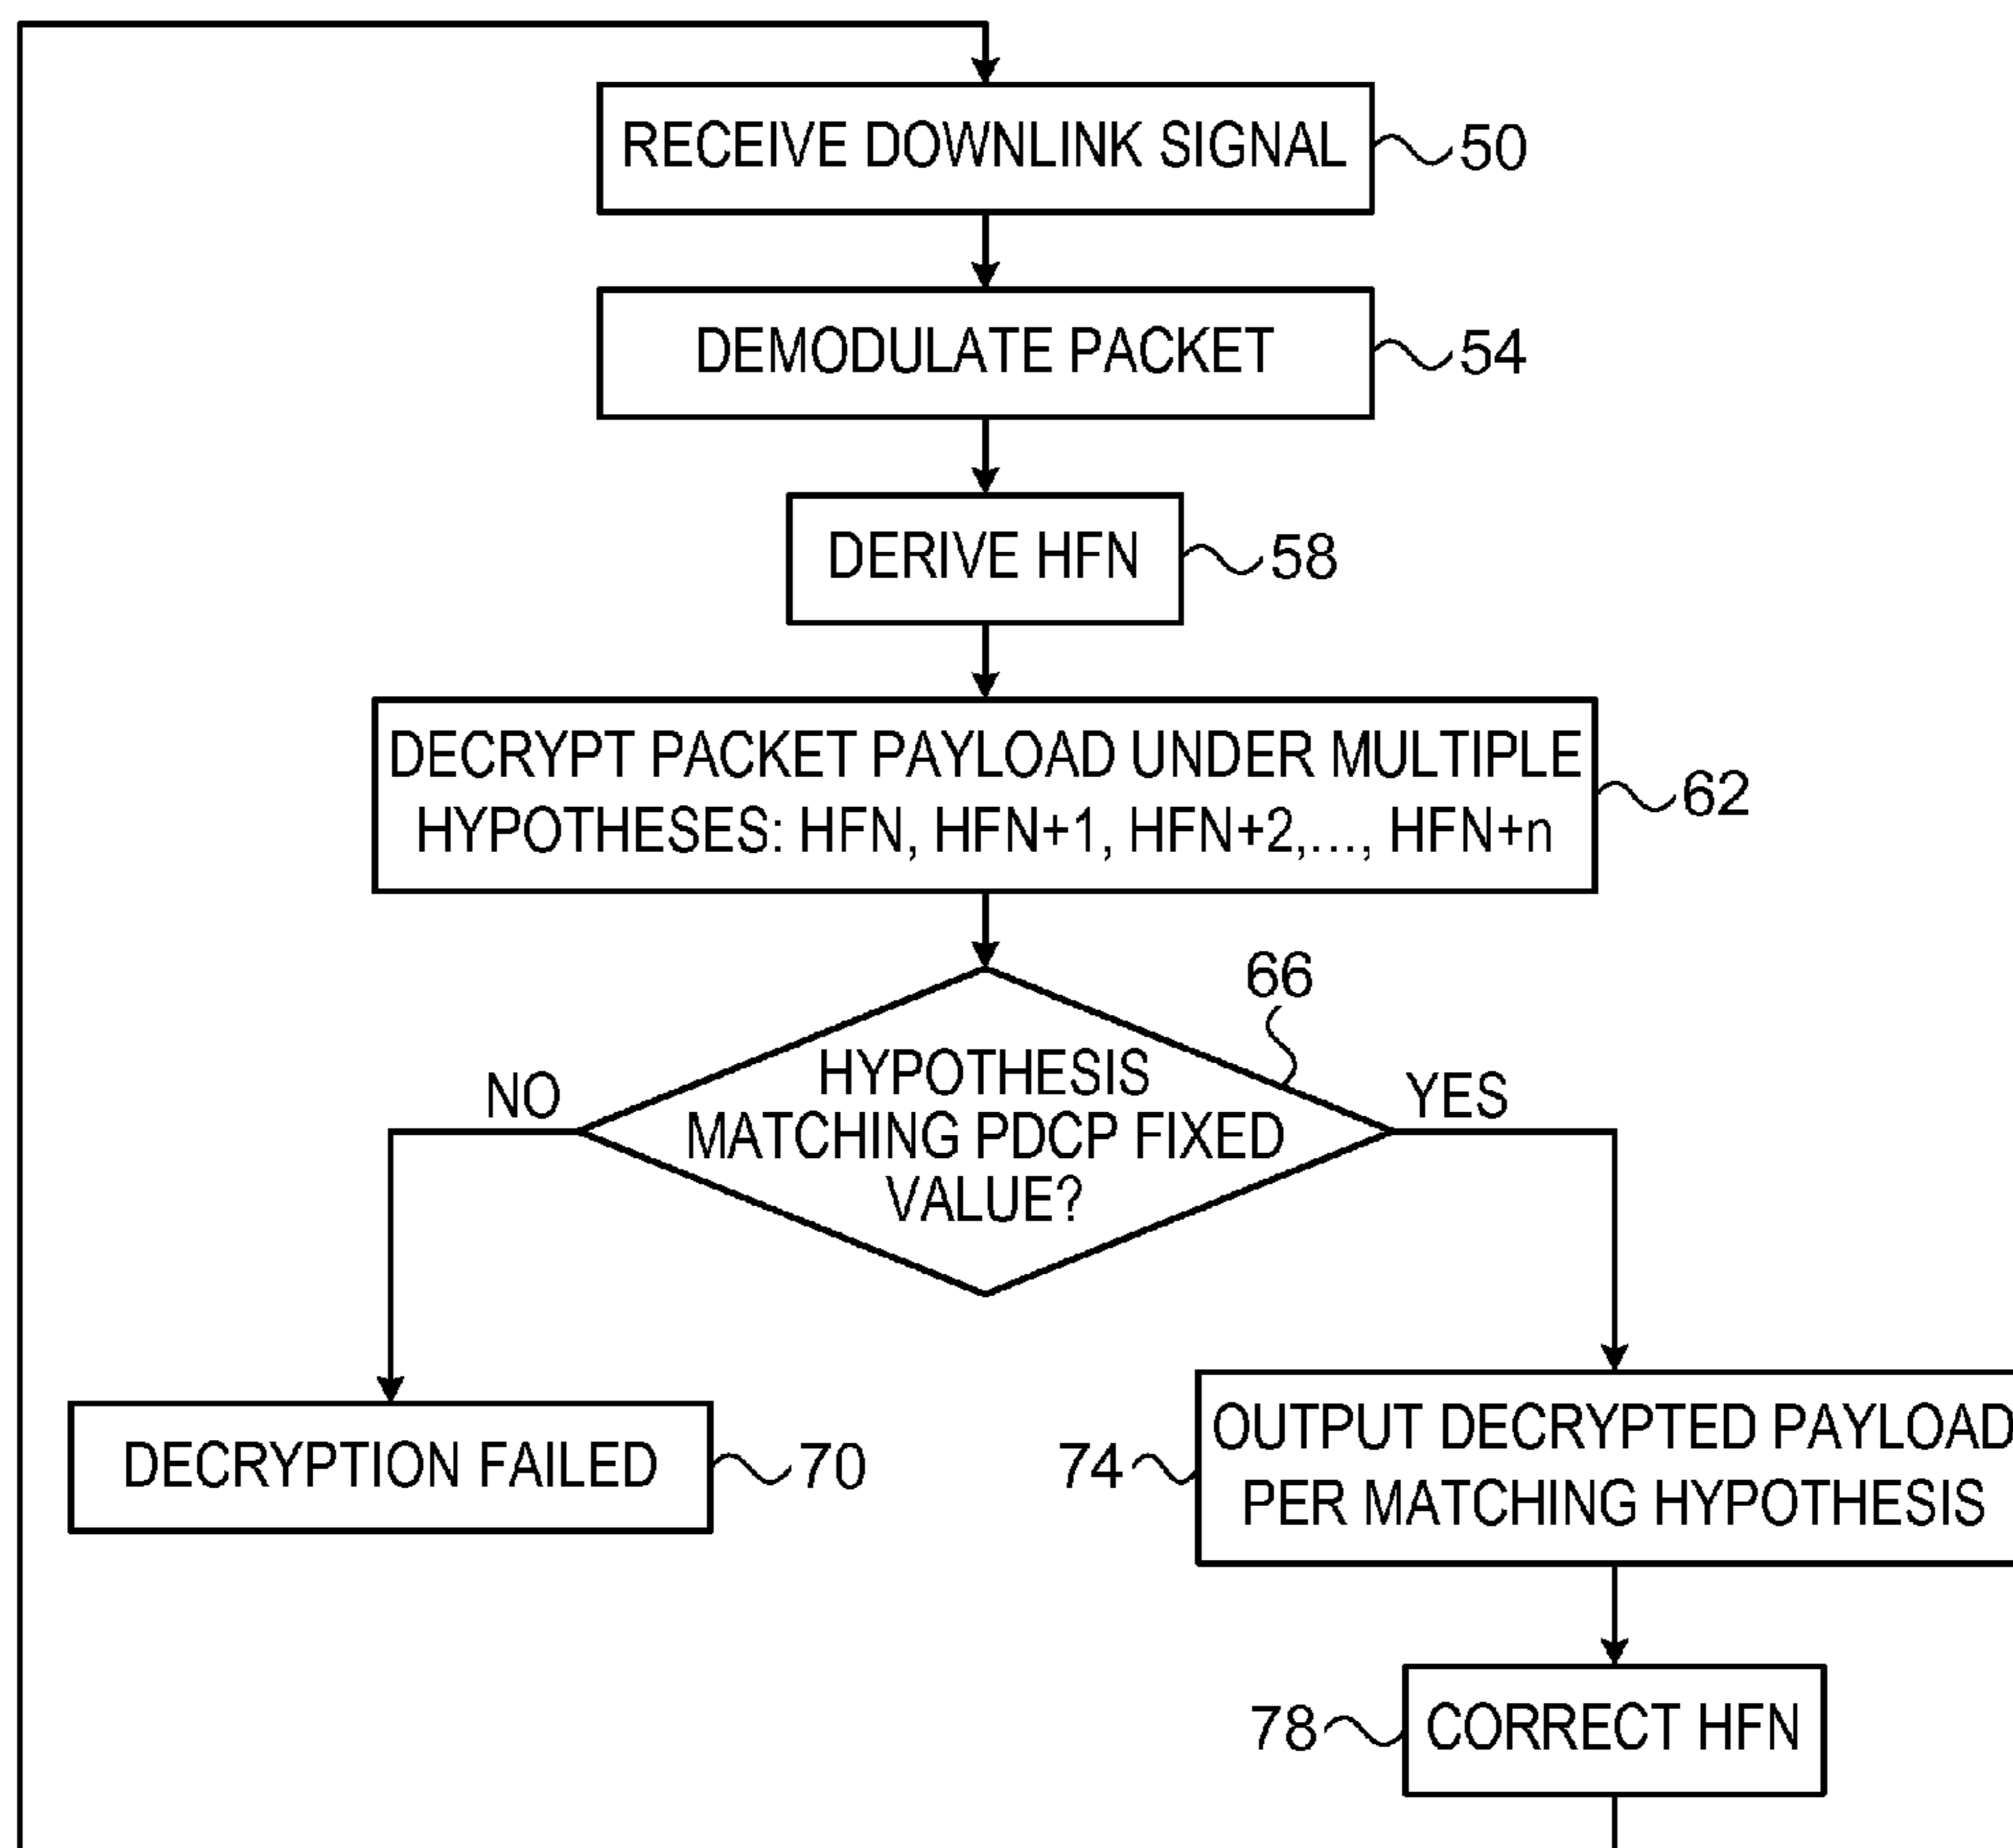 RECEIVE DOWNLINK SIGNAL
50
DEMODULATE PACKET
54
DERIVE HFN
58
DECRYPT PACKET PAYLOAD UNDER MULTIPLE
HYPOTHESES: HFN, HFN+1, HFN+2,..., HFN+n
62
66
HYPOTHESIS
MATCHING PDCP FIXED
VALUE?
NO
YES
DECRYPTION FAILED
70
74
OUTPUT DECRYPTED PAYLOAD
PER MATCHING HYPOTHESIS
78
CORRECT HFN